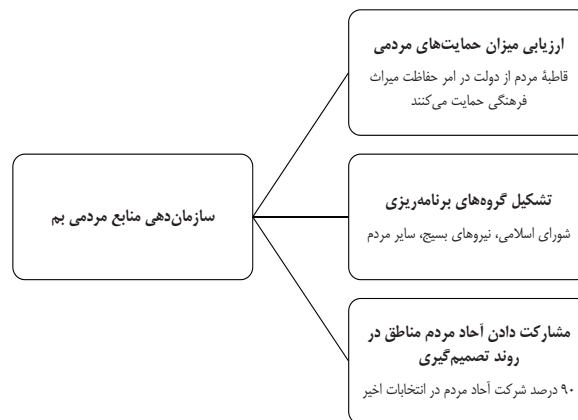 سازمان‌دهی منابع مردمی بم
ارزیابی میزان حمایت‌های مردمی
قاطبۀ مردم از دولت در امر حفاظت میراث
فرهنگی حمایت می‌کنند
تشکیل گروه‌های برنامه‌ریزی
شورای اسلامی، نیروهای بسیج، سایر مردم
مشارکت دادن آحاد مردم مناطق در
روند تصمیم‌گیری
۹۰ درصد شرکت آحاد مردم در انتخابات اخیر